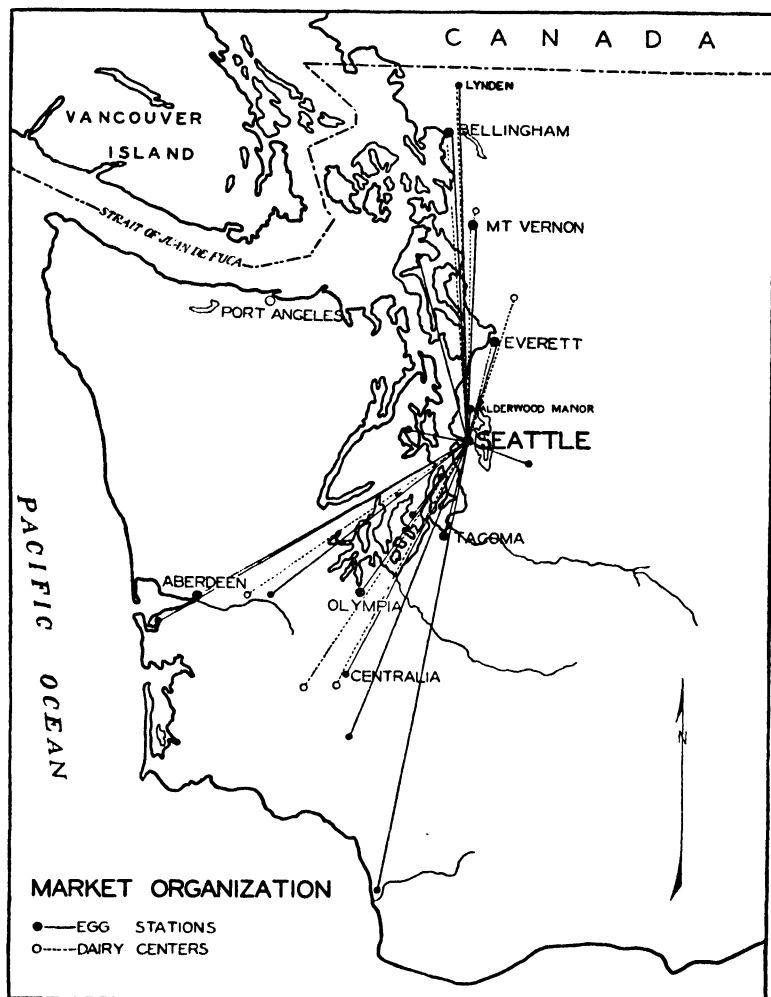 CANADA
LYNDEN
VANCOUVER
ISLAND
BELLINGHAM
STRAIT OF JUAN DE FUCA
MT VERNON
PORT ANGELES
EVERETT
ALDERWOOD MANOR
SEATTLE
PACIFIC OCEAN
TACOMA
ABERDEEN
OLYMPIA
CENTRALIA
N
MARKET ORGANIZATION
EGG STATIONS
DAIRY CENTERS